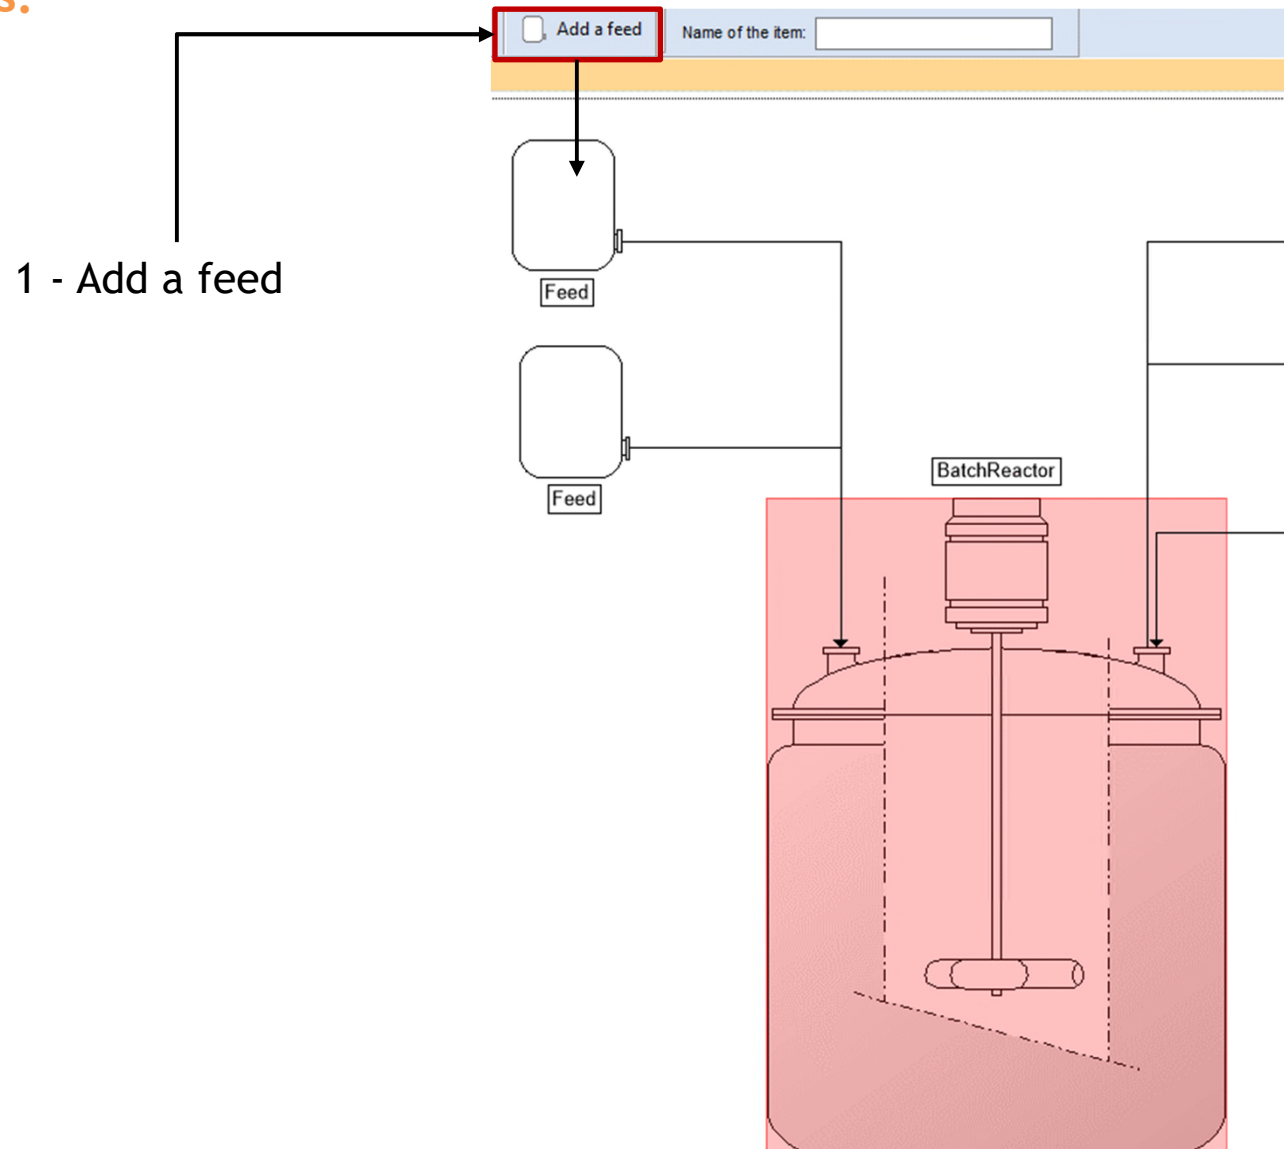 s.
Add a feed
Name of the item:
1 - Add a feed
Feed
Feed
BatchReactor